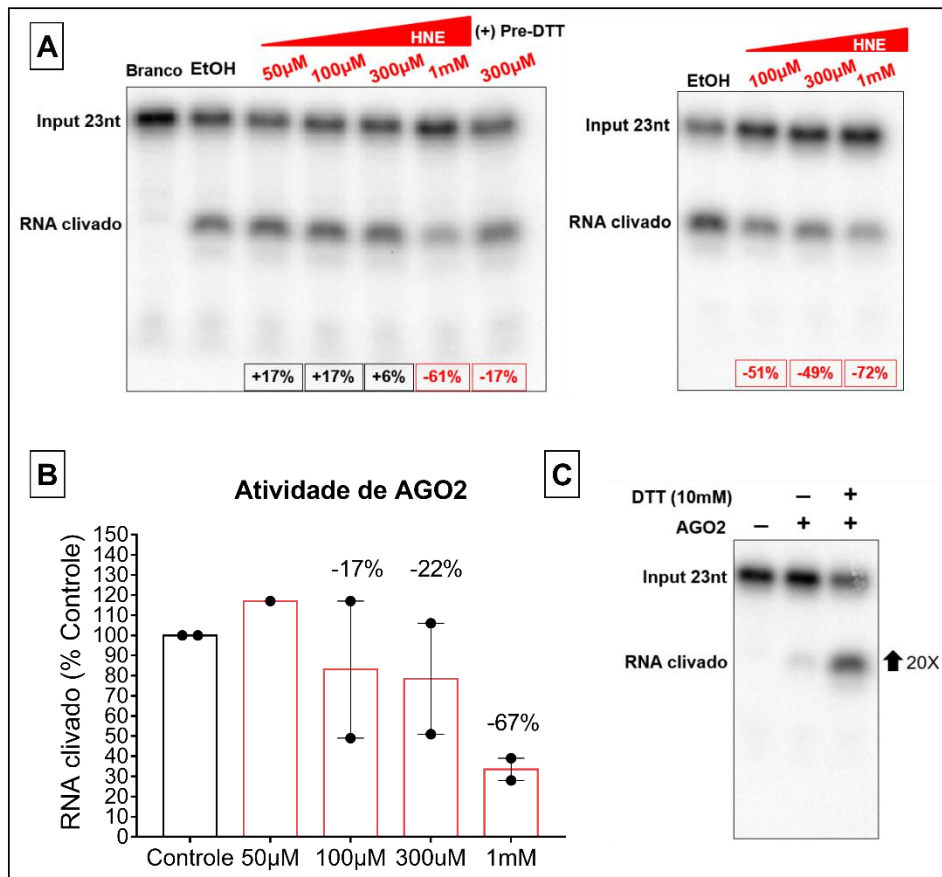 A
HNE
(+) Pre-DTT
Branco EtOH 50µM 100µM 300µM 1mM 300µM
Input 23nt
RNA clivado
+17% +17% +6% -61% -17%
HNE
EtOH 100µM 300µM 1mM
Input 23nt
RNA clivado
-51% -49% -72%
B
Atividade de AGO2
RNA clivado (% Controle)
150
140
130
120
110
100
90
80
70
60
50
40
30
20
10
0
-17% -22%
-67%
Controle 50µM 100µM 300uM 1mM
C
DTT (10mM) – +
AGO2 – + +
Input 23nt
RNA clivado
20X